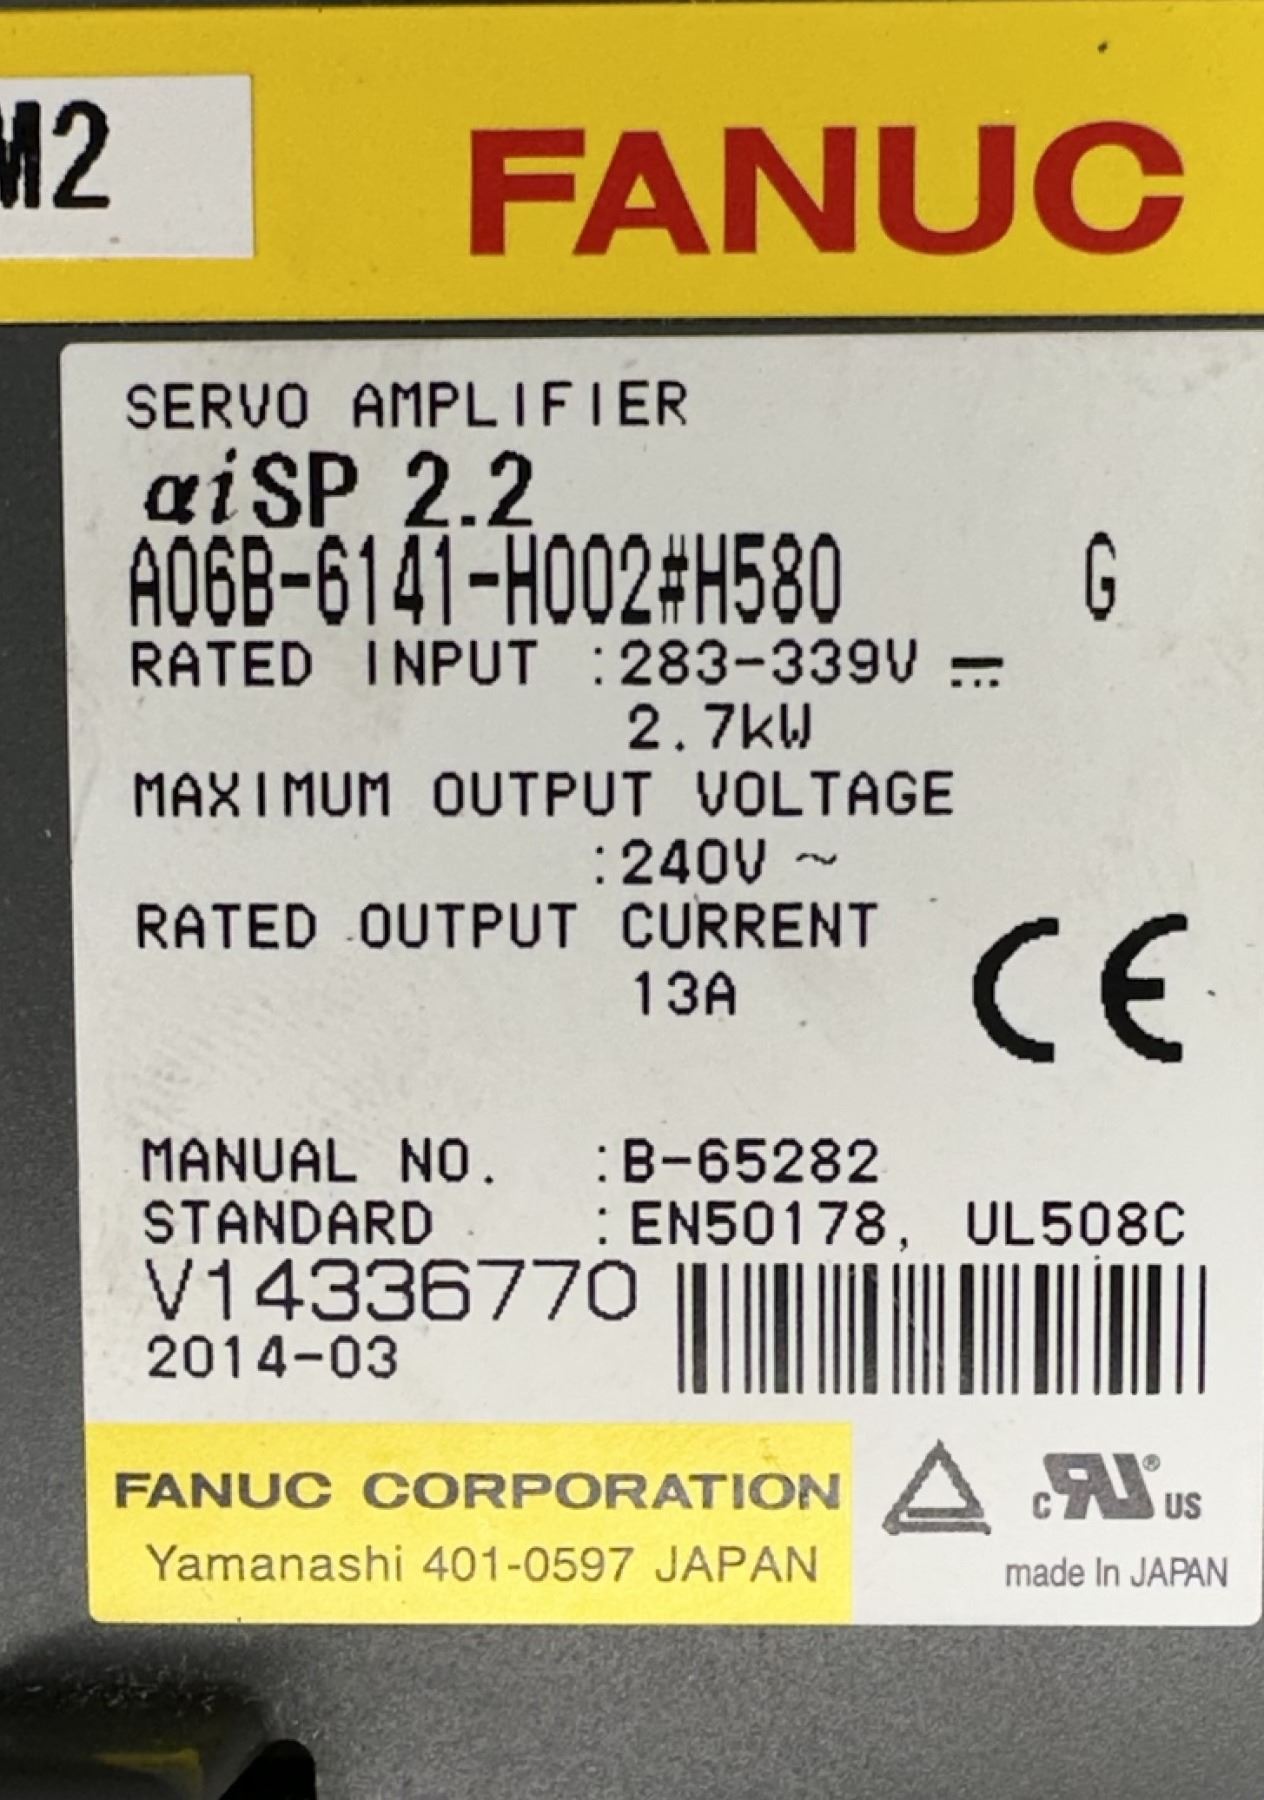 M2
FANUC
SERVO AMPLIFIER
αiSP 2.2
A06B-6141-H002#H580 G
RATED INPUT :283-339V ⎓
2.7kW
MAXIMUM OUTPUT VOLTAGE
:240V ~
RATED OUTPUT CURRENT
13A
CE
MANUAL NO. :B-65282
STANDARD :EN50178, UL508C
V14336770
2014-03
FANUC CORPORATION
Yamanashi 401-0597 JAPAN
c RU ® US
made In JAPAN